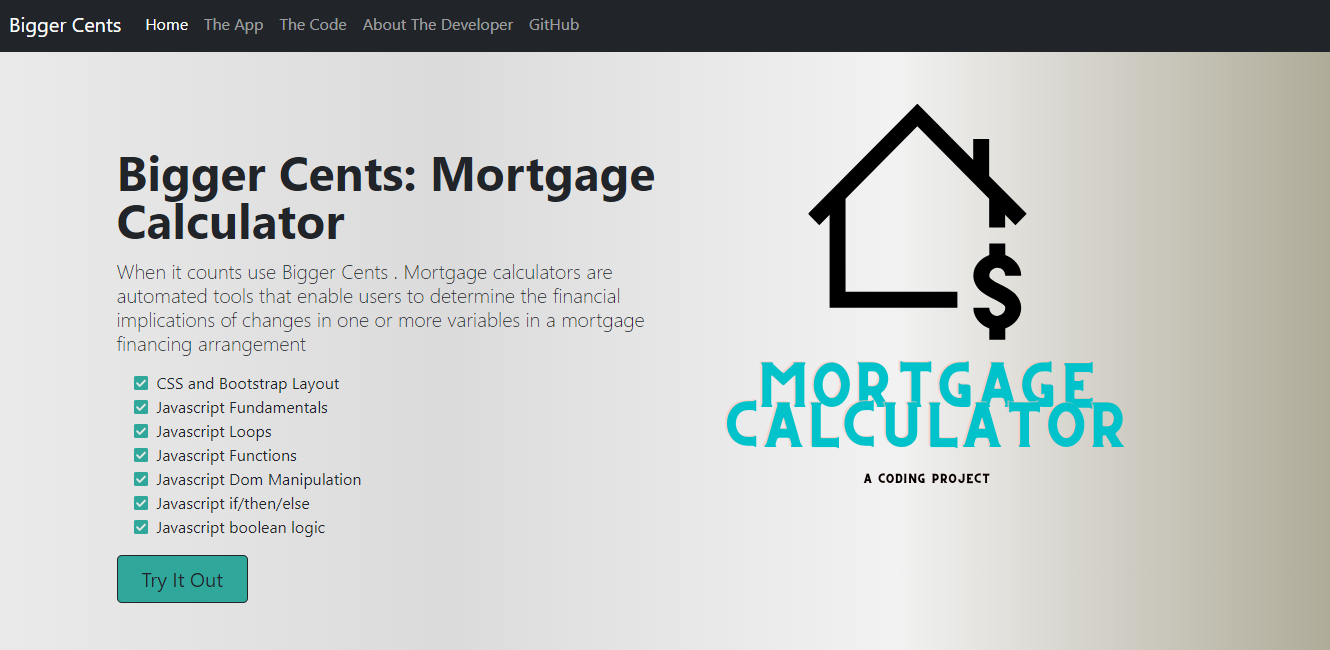 Bigger Cents Home The App The Code About The Developer GitHub
Bigger Cents: Mortgage
Calculator
When it counts use Bigger Cents . Mortgage calculators are
automated tools that enable users to determine the financial
implications of changes in one or more variables in a mortgage
financing arrangement
CSS and Bootstrap Layout
Javascript Fundamentals
Javascript Loops
Javascript Functions
Javascript Dom Manipulation
Javascript if/then/else
Javascript boolean logic
Try It Out
$
MORTGAGE
CALCULATOR
A CODING PROJECT